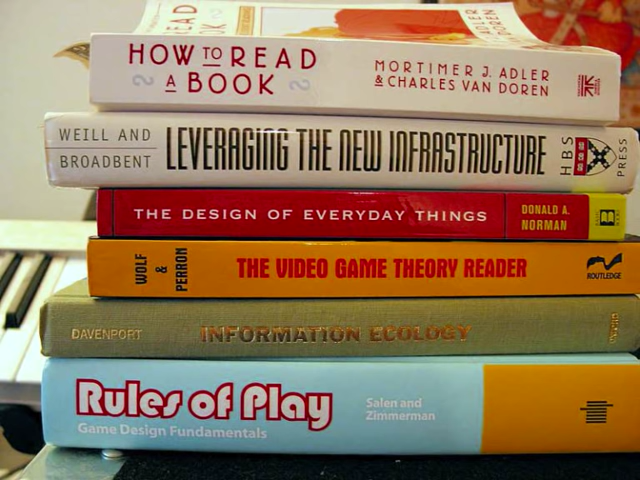 HOW TO READ
A BOOK
MORTIMER J. ADLER
& CHARLES VAN DOREN
WEILL AND
BROADBENT
LEVERAGING THE NEW INFRASTRUCTURE
HBS
PRESS
THE DESIGN OF EVERYDAY THINGS
DONALD A.
NORMAN
WOLF
&
PERRON
THE VIDEO GAME THEORY READER
ROUTLEDGE
DAVENPORT
INFORMATION ECOLOGY
Rules of Play
Game Design Fundamentals
Salen and
Zimmerman